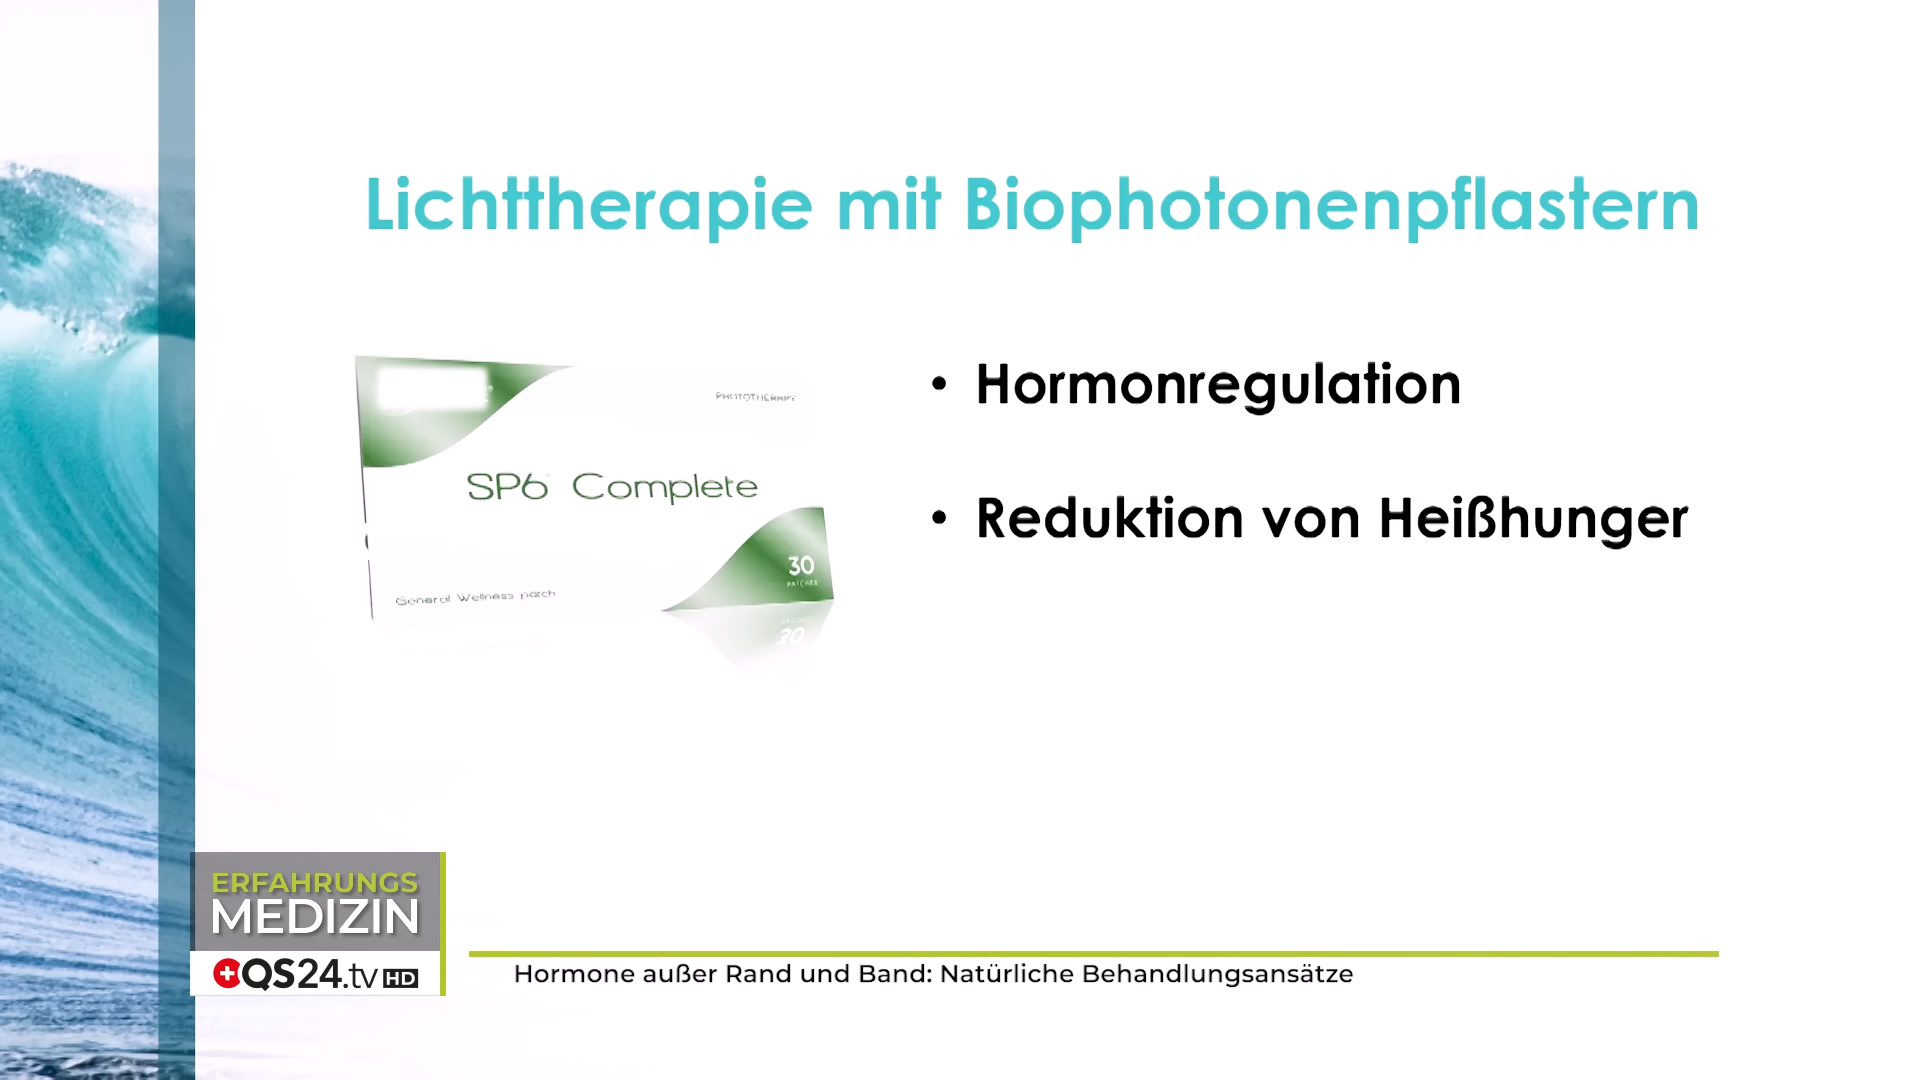 Lichttherapie mit Biophotonenpflastern
PHOTOTHERAPY
SP6 Complete
30
PATCHES
General Wellness patch
30
• Hormonregulation
• Reduktion von Heißhunger
ERFAHRUNGS
MEDIZIN
QS24.tv HD
Hormone außer Rand und Band: Natürliche Behandlungsansätze